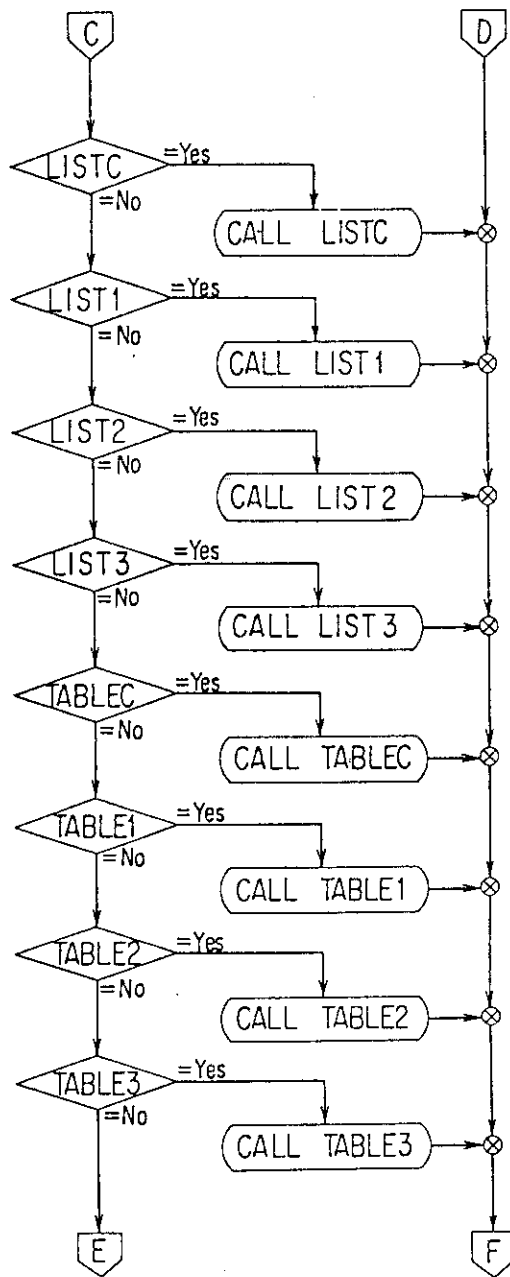 C
D
LISTC
=Yes
=No
CALL LISTC
LIST1
=Yes
=No
CALL LIST1
LIST2
=Yes
=No
CALL LIST2
LIST3
=Yes
=No
CALL LIST3
TABLEC
=Yes
=No
CALL TABLEC
TABLE1
=Yes
=No
CALL TABLE1
TABLE2
=Yes
=No
CALL TABLE2
TABLE3
=Yes
=No
CALL TABLE3
E
F